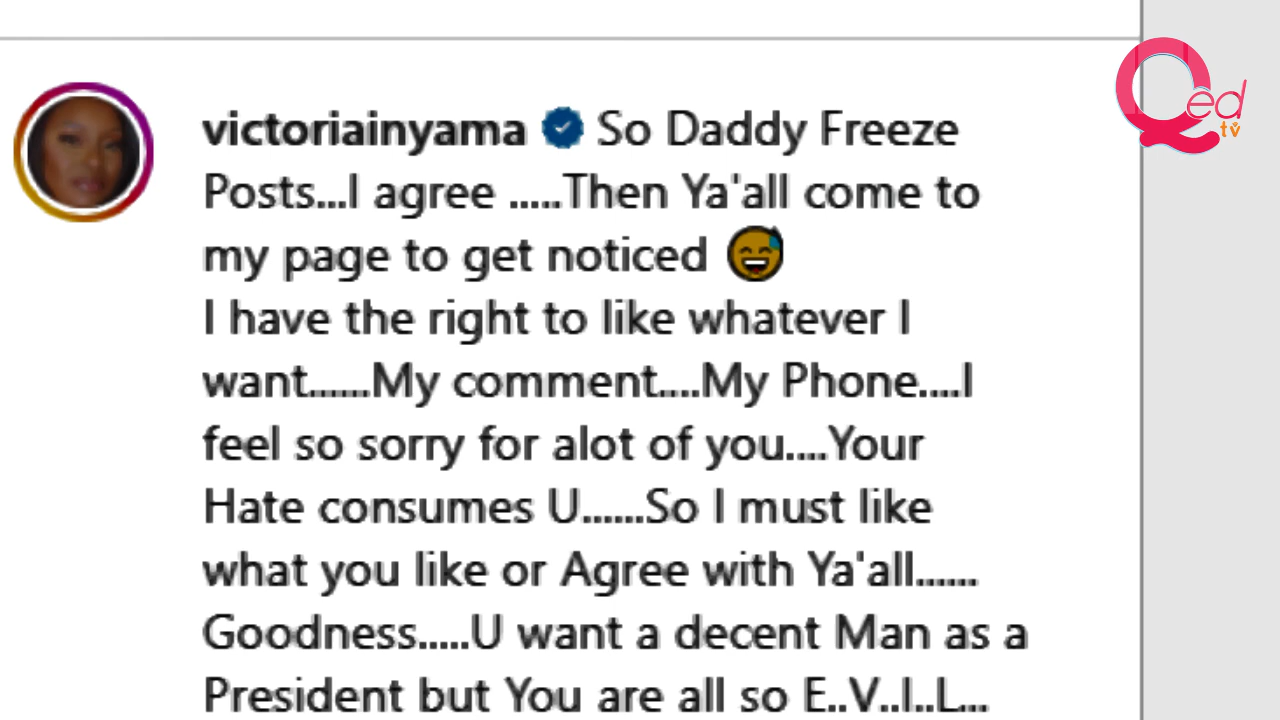 victoriainyama So Daddy Freeze
Posts...I agree .....Then Ya'all come to
my page to get noticed 😅
I have the right to like whatever I
want......My comment....My Phone....I
feel so sorry for alot of you....Your
Hate consumes U......So I must like
what you like or Agree with Ya'all......
Goodness.....U want a decent Man as a
President but You are all so E..V..I..L...
Qed
tv